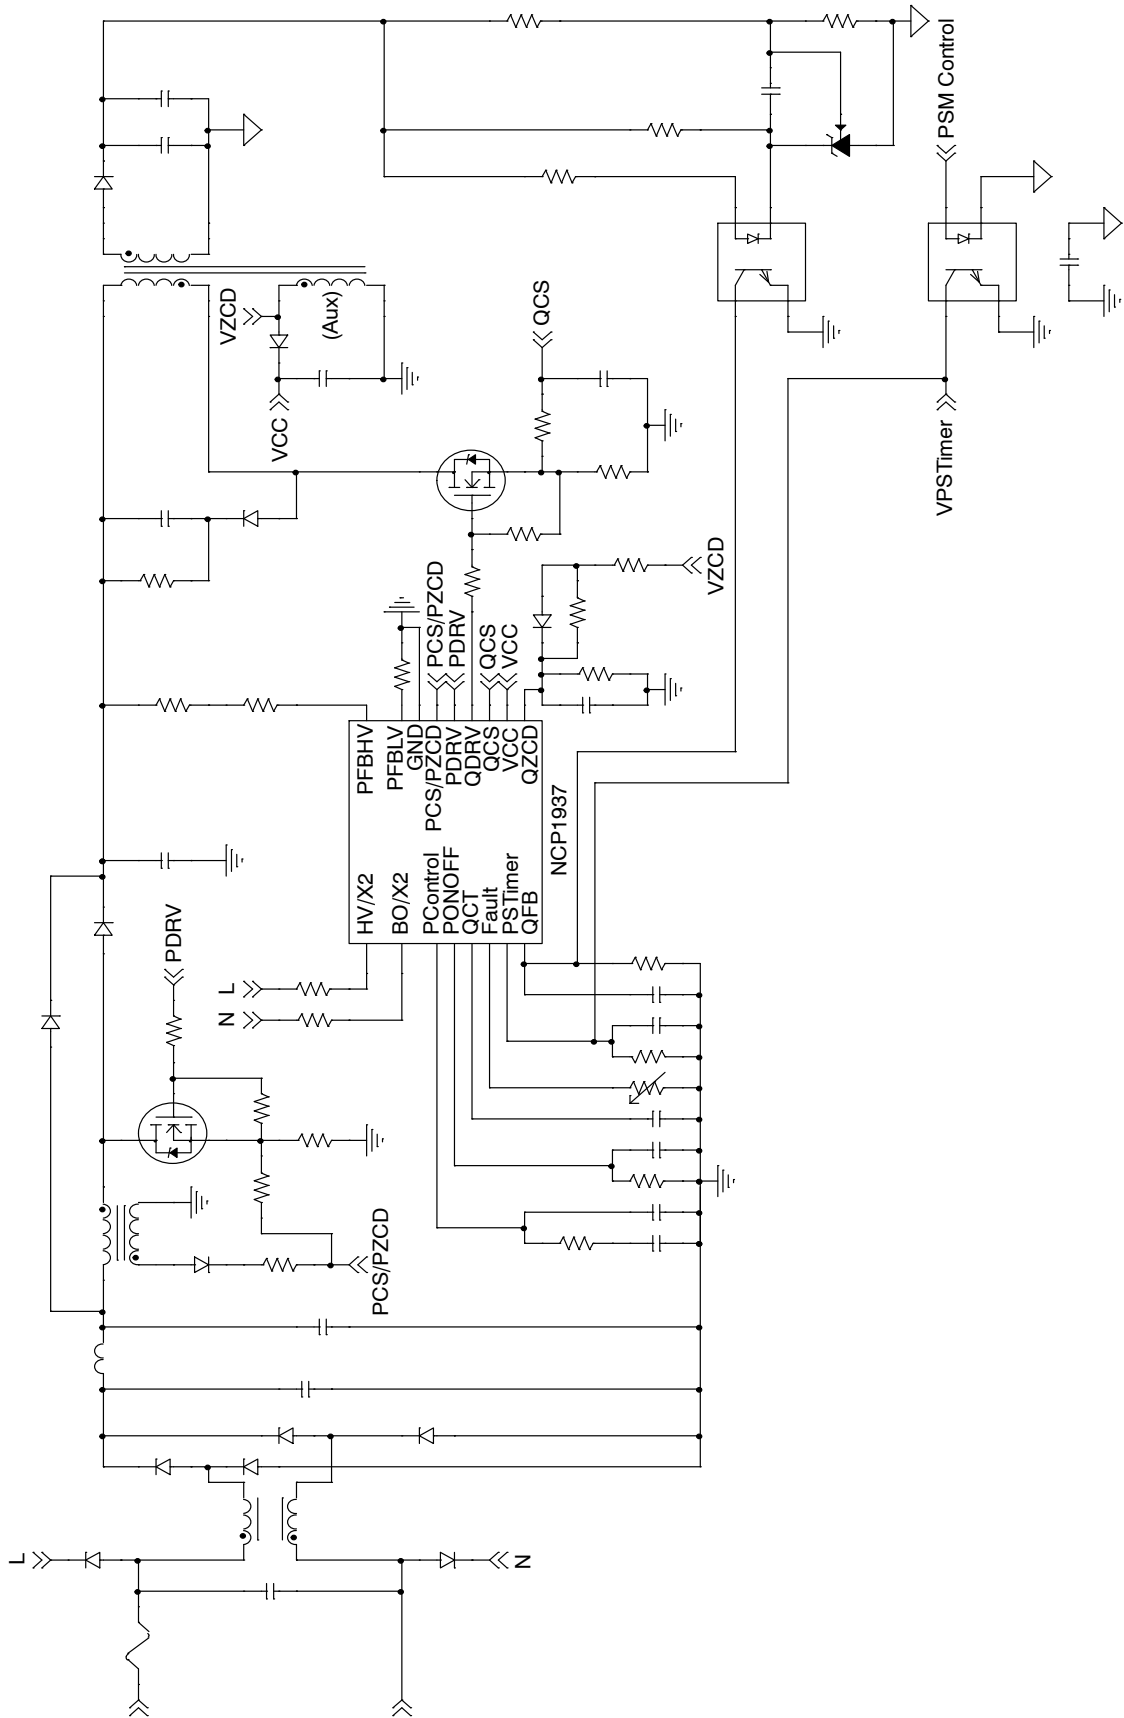 L
N
L
N
PCS/PZCD
PDRV
HV/X2
BO/X2
PControl
PONOFF
QCT
Fault
PSTimer
QFB
PFBHV
PFBLV
GND
PCS/PZCD
PDRV
QDRV
QCS
VCC
QZCD
NCP1937
PCS/PZCD
PDRV
QCS
VCC
VZCD
VCC
VZCD
(Aux)
QCS
VPSTimer
PSM Control